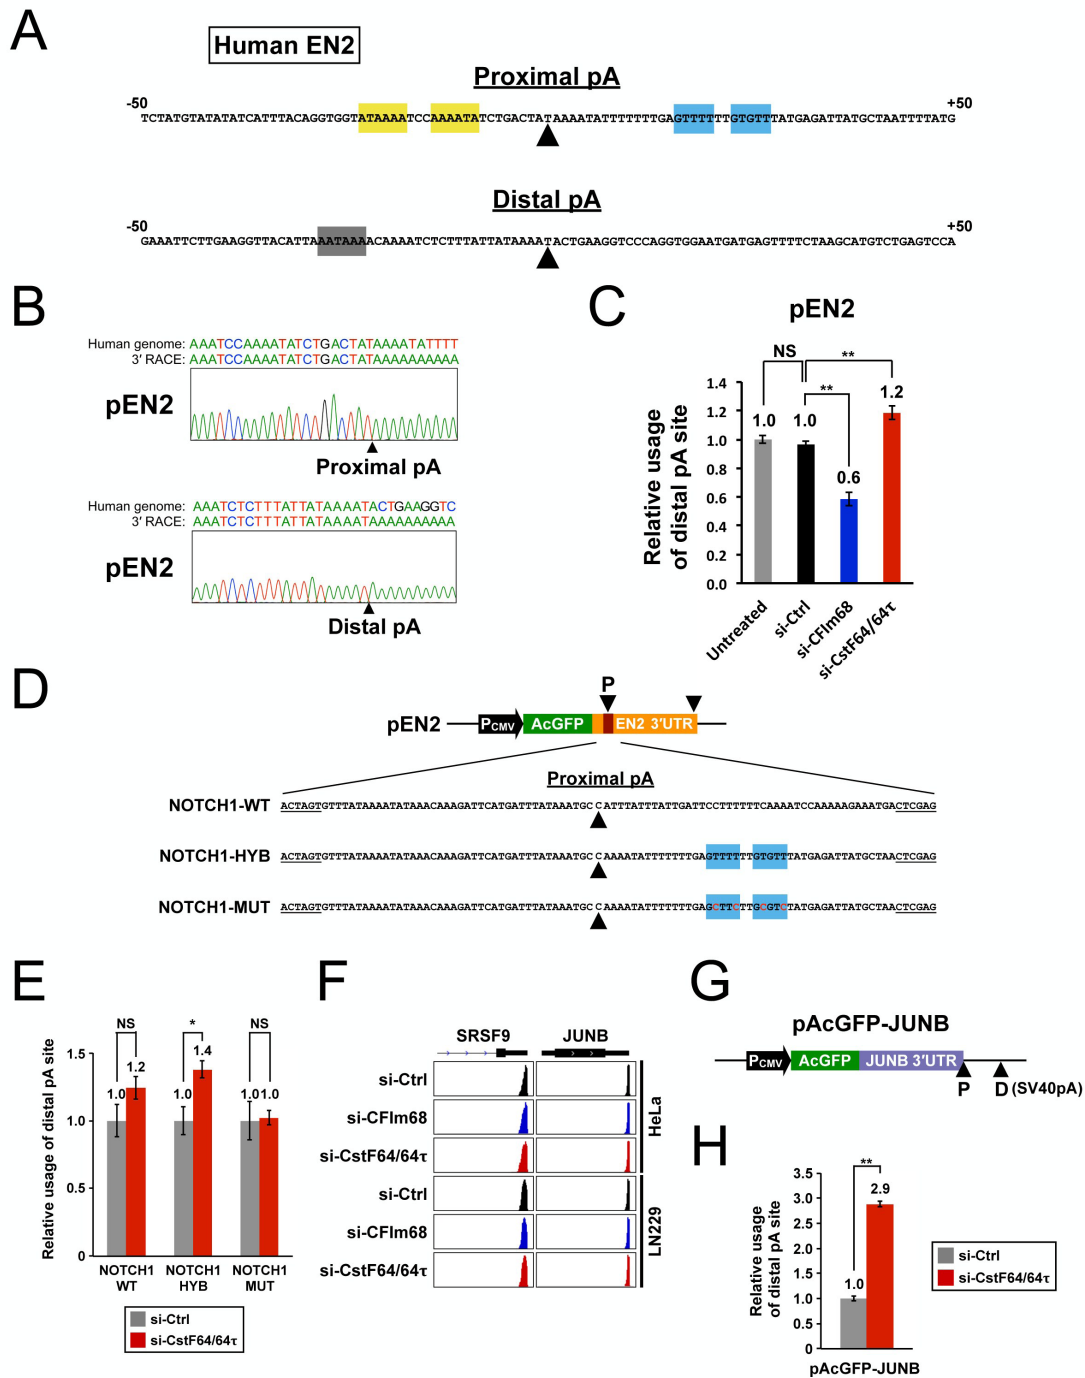 A
Human EN2
Proximal pA
-50 +50
TCTATGTATATATCATTTACAGGTGGTATAAAATCCAAAATATCTGACTATAAAATATTTTTTTGAGTTTTTTGTGTTTATGAGATTATGCTAATTTTATG
Distal pA
-50 +50
GAAATTCTTGAAGGTTACATTAAATAAAACAAAATCTCTTTATTATAAAATACTGAAGGTCCCAGGTGGAATGATGAGTTTTCTAAGCATGTCTGAGTCCA
B
Human genome: AAATCCAAAATATCTGACTATAAAATATTTT
3′ RACE: AAATCCAAAATATCTGACTATAAAAAAAAAA
pEN2
Proximal pA
Human genome: AAATCTCTTTATTATAAAATACTGAAGGTC
3′ RACE: AAATCTCTTTATTATAAAATAAAAAAAAAA
pEN2
Distal pA
C
pEN2
NS
**
**
Relative usage of distal pA site
1.4
1.2
1.0
0.8
0.6
0.4
0.2
0.0
1.0 1.0 0.6 1.2
Untreated
si-Ctrl
si-CFIm68
si-CstF64/64τ
D
P
pEN2 PCMV AcGFP EN2 3′UTR
Proximal pA
NOTCH1-WT ACTAGTGTTTATAAAATATAAACAAAGATTCATGATTTATAAATGCCATTTATTTATTGATTCCTTTTTTCAAAATCCAAAAAGAAATGACTCGAG
NOTCH1-HYB ACTAGTGTTTATAAAATATAAACAAAGATTCATGATTTATAAATGCCAAAATATTTTTTTGAGTTTTTTGTGTTTATGAGATTATGCTAACTCGAG
NOTCH1-MUT ACTAGTGTTTATAAAATATAAACAAAGATTCATGATTTATAAATGCCAAAATATTTTTTTGAGCTTCTTGCGTCTATGAGATTATGCTAACTCGAG
E
Relative usage of distal pA site
NS * NS
1.5
1.0
0.5
0
1.0 1.2 1.0 1.4 1.0 1.0
NOTCH1 WT
NOTCH1 HYB
NOTCH1 MUT
si-Ctrl
si-CstF64/64τ
F
SRSF9 JUNB
si-Ctrl
si-CFIm68
si-CstF64/64τ
HeLa
si-Ctrl
si-CFIm68
si-CstF64/64τ
LN229
G
pAcGFP-JUNB
PCMV AcGFP JUNB 3′UTR
P D (SV40pA)
H
Relative usage of distal pA site
**
3.5
3.0
2.5
2.0
1.5
1.0
0.5
0
1.0 2.9
pAcGFP-JUNB
si-Ctrl
si-CstF64/64τ